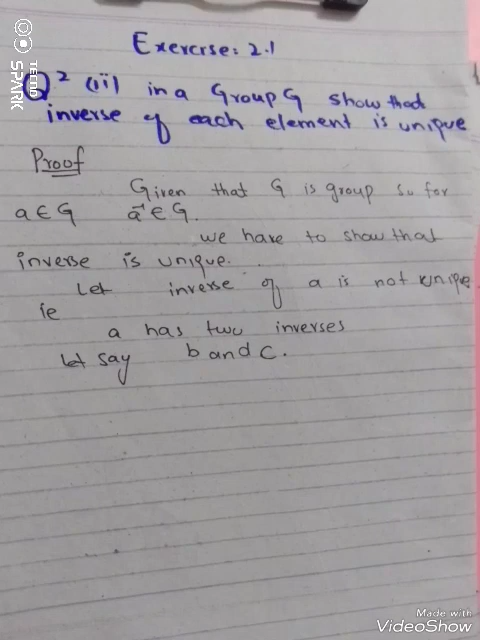 Exercise: 2.1
Q2 (ii) in a Group G show that
inverse of each element is unique
Proof
Given that G is group so for
a ∈ G a⁻¹ ∈ G.
we have to show that
inverse is unique.
Let inverse of a is not unique
ie
a has two inverses
let say b and c.
TECNO
SPARK
Made with
VideoShow